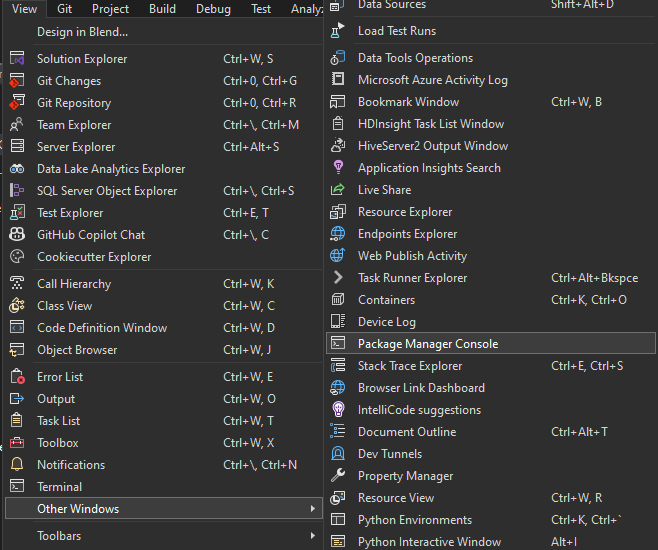 View Git Project Build Debug Test Analy
Design in Blend...
Solution Explorer Ctrl+W, S
Git Changes Ctrl+0, Ctrl+G
Git Repository Ctrl+0, Ctrl+R
Team Explorer Ctrl+\, Ctrl+M
Server Explorer Ctrl+Alt+S
Data Lake Analytics Explorer
SQL Server Object Explorer Ctrl+\, Ctrl+S
Test Explorer Ctrl+E, T
GitHub Copilot Chat Ctrl+\, C
Cookiecutter Explorer
Call Hierarchy Ctrl+W, K
Class View Ctrl+W, C
Code Definition Window Ctrl+W, D
Object Browser Ctrl+W, J
Error List Ctrl+W, E
Output Ctrl+W, O
Task List Ctrl+W, T
Toolbox Ctrl+W, X
Notifications Ctrl+\, Ctrl+N
Terminal
Other Windows
Toolbars
Data Sources Shift+Alt+D
Load Test Runs
Data Tools Operations
Microsoft Azure Activity Log
Bookmark Window Ctrl+W, B
HDInsight Task List Window
HiveServer2 Output Window
Application Insights Search
Live Share
Resource Explorer
Endpoints Explorer
Web Publish Activity
Task Runner Explorer Ctrl+Alt+Bkspce
Containers Ctrl+K, Ctrl+O
Device Log
Package Manager Console
Stack Trace Explorer Ctrl+E, Ctrl+S
Browser Link Dashboard
IntelliCode suggestions
Document Outline Ctrl+Alt+T
Dev Tunnels
Property Manager
Resource View Ctrl+W, R
Python Environments Ctrl+K, Ctrl+`
Python Interactive Window Alt+I